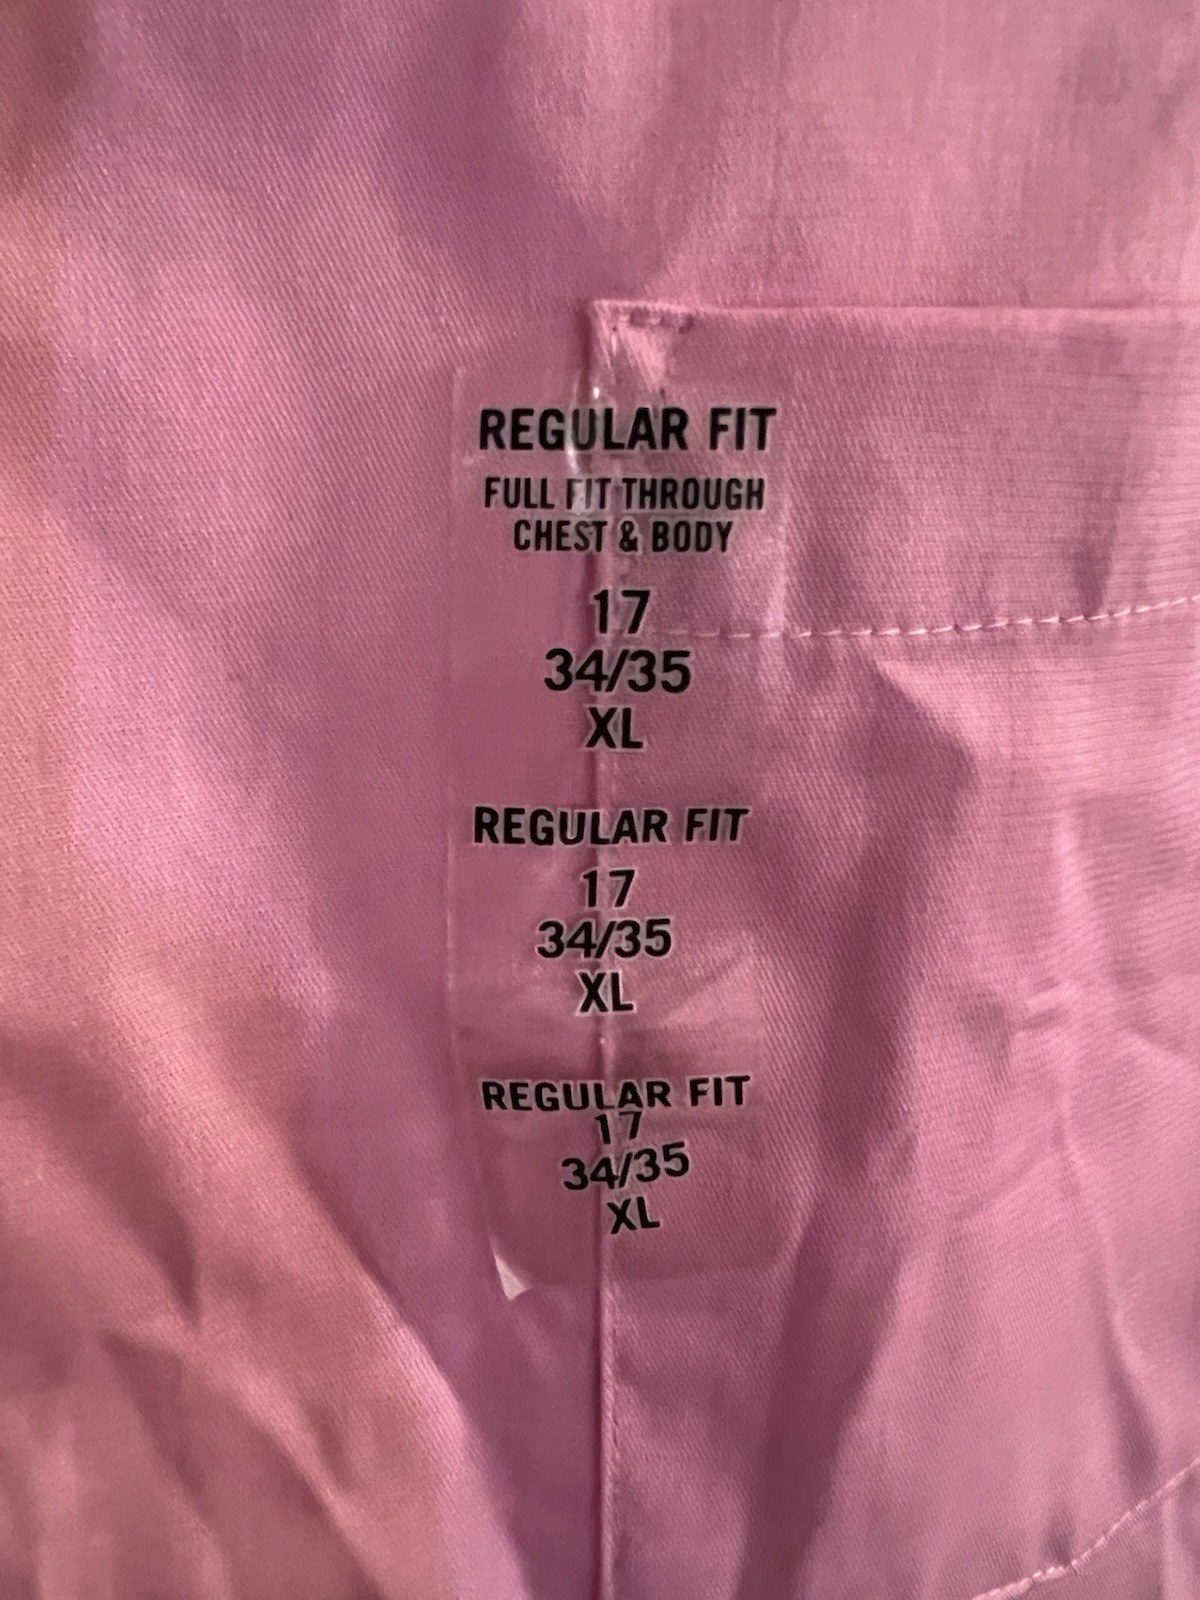 REGULAR FIT
FULL FIT THROUGH
CHEST & BODY
17
34/35
XL
REGULAR FIT
17
34/35
XL
REGULAR FIT
17
34/35
XL